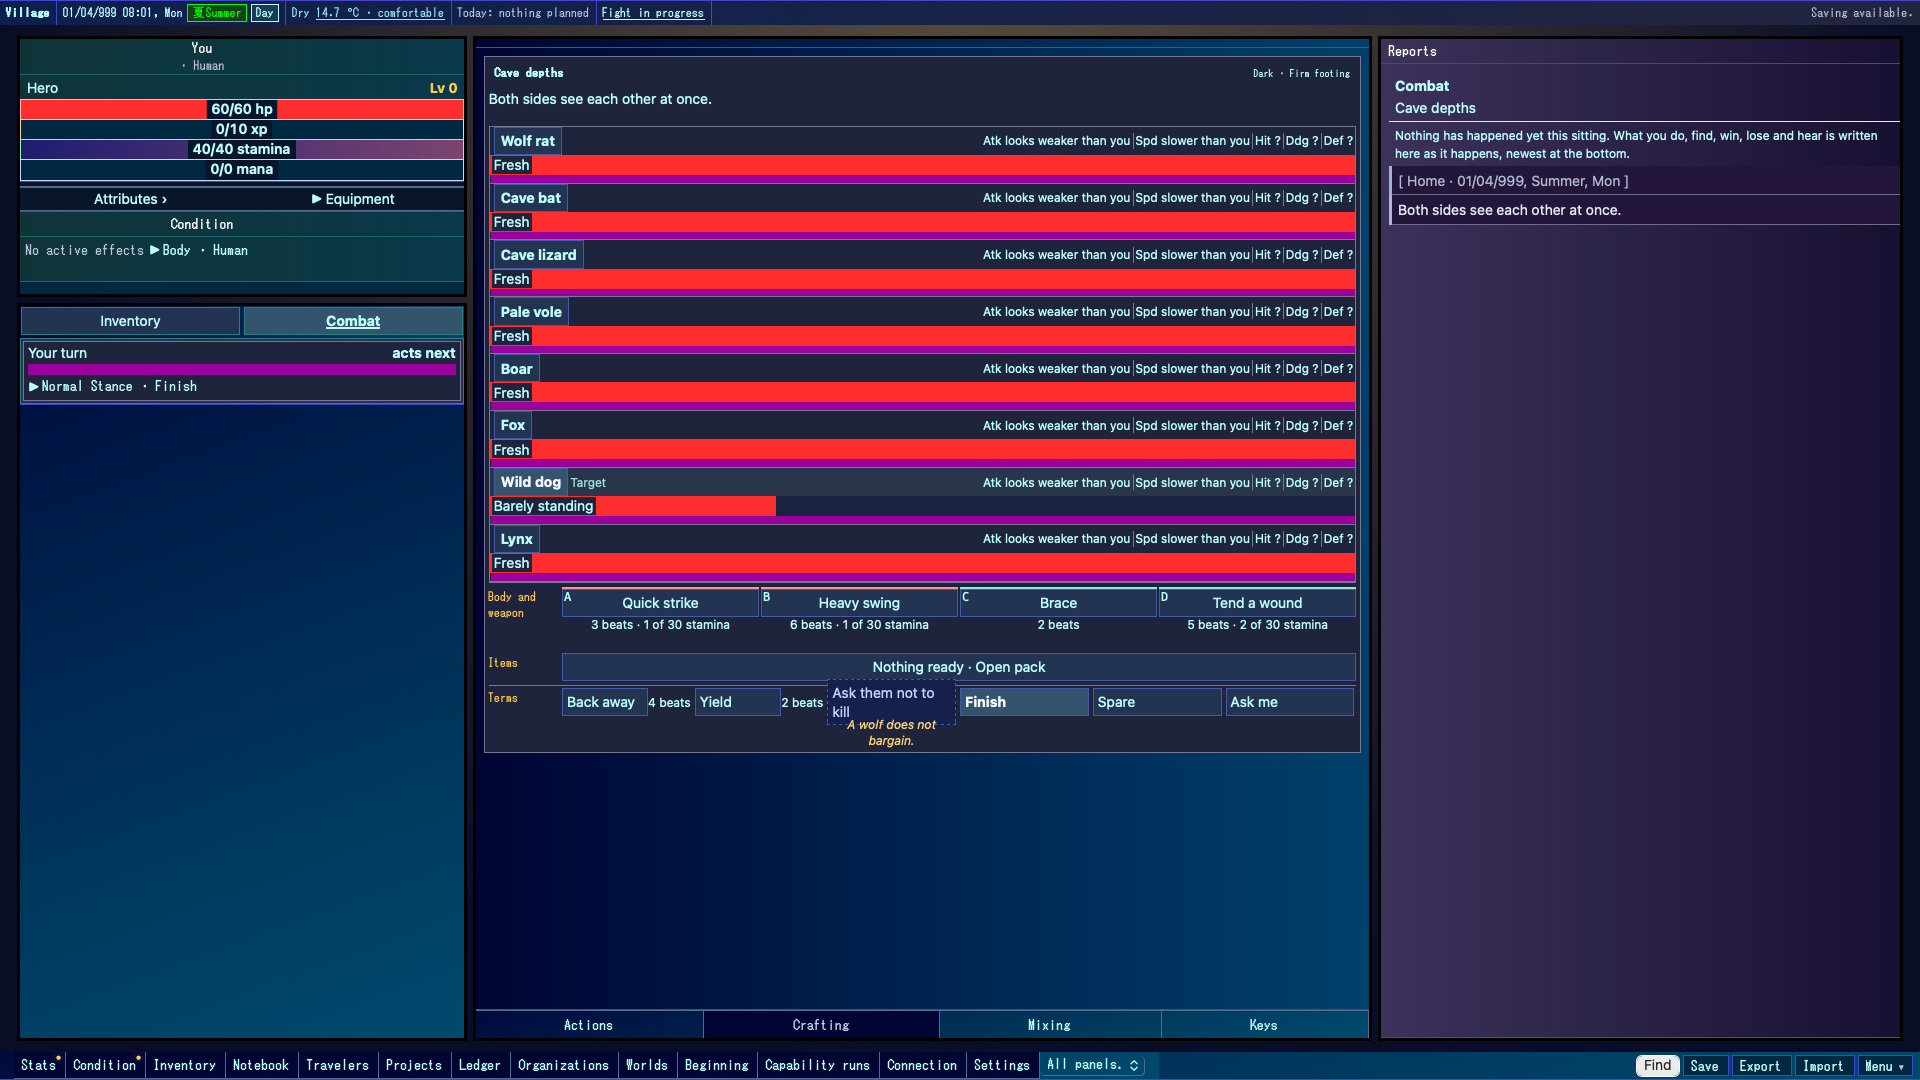 Village 01/04/999 08:01, Mon 夏Summer Day Dry 14.7 °C · comfortable Today: nothing planned Fight in progress Saving available.
You
· Human
Hero Lv 0
60/60 hp
0/10 xp
40/40 stamina
0/0 mana
Attributes › ▶ Equipment
Condition
No active effects ▶Body · Human
Inventory Combat
Your turn acts next
▶Normal Stance · Finish
Cave depths Dark · Firm footing
Both sides see each other at once.
Wolf rat Atk looks weaker than you Spd slower than you Hit ? Ddg ? Def ?
Fresh
Cave bat Atk looks weaker than you Spd slower than you Hit ? Ddg ? Def ?
Fresh
Cave lizard Atk looks weaker than you Spd slower than you Hit ? Ddg ? Def ?
Fresh
Pale vole Atk looks weaker than you Spd slower than you Hit ? Ddg ? Def ?
Fresh
Boar Atk looks weaker than you Spd slower than you Hit ? Ddg ? Def ?
Fresh
Fox Atk looks weaker than you Spd slower than you Hit ? Ddg ? Def ?
Fresh
Wild dog Target Atk looks weaker than you Spd slower than you Hit ? Ddg ? Def ?
Barely standing
Lynx Atk looks weaker than you Spd slower than you Hit ? Ddg ? Def ?
Fresh
Body and weapon
A Quick strike
3 beats · 1 of 30 stamina
B Heavy swing
6 beats · 1 of 30 stamina
C Brace
2 beats
D Tend a wound
5 beats · 2 of 30 stamina
Items Nothing ready · Open pack
Terms Back away 4 beats Yield 2 beats Ask them not to kill Finish Spare Ask me
A wolf does not
bargain.
Actions Crafting Mixing Keys
Reports
Combat
Cave depths
Nothing has happened yet this sitting. What you do, find, win, lose and hear is written
here as it happens, newest at the bottom.
[ Home · 01/04/999, Summer, Mon ]
Both sides see each other at once.
Stats Condition Inventory Notebook Travelers Projects Ledger Organizations Worlds Beginning Capability runs Connection Settings All panels. Find Save Export Import Menu ▾